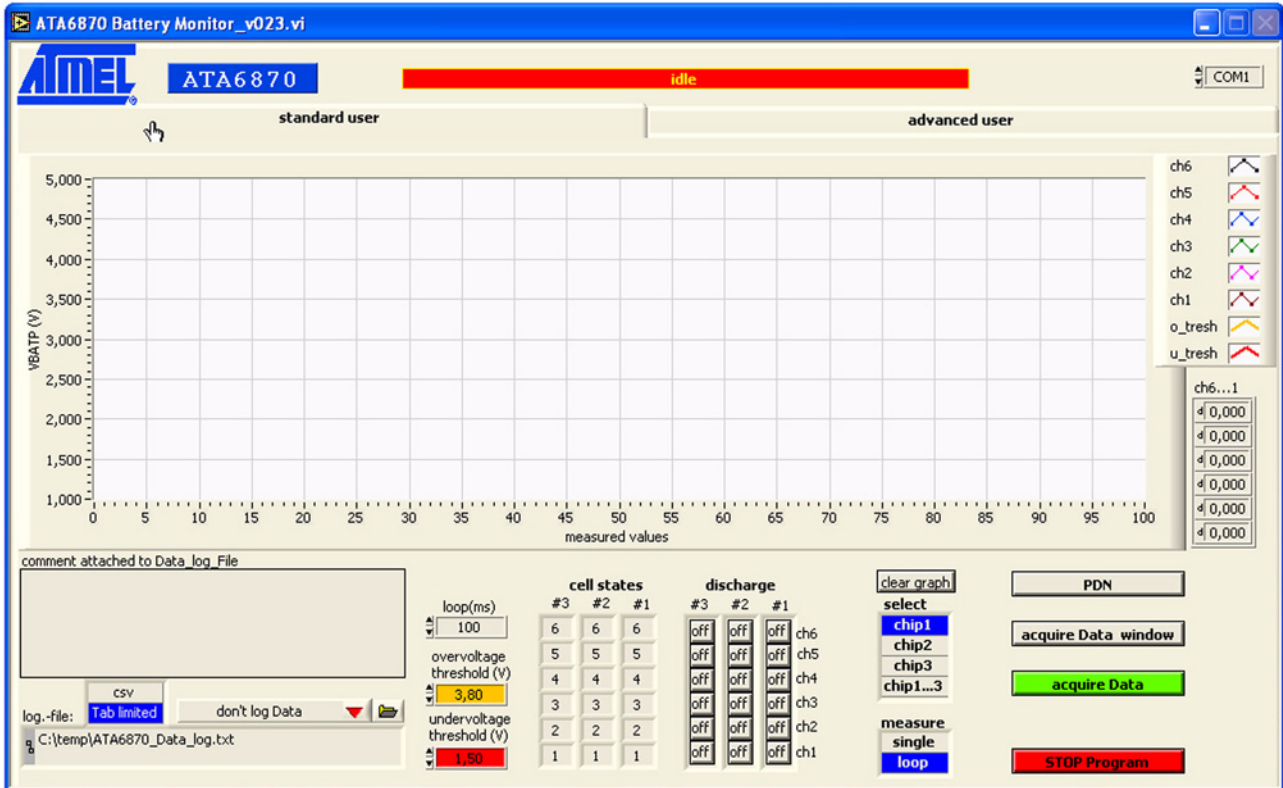 ATA6870 Battery Monitor_v023.vi
ATMEL
®
ATA6870
idle
COM1
standard user
advanced user
ch6
ch5
ch4
ch3
ch2
ch1
o_tresh
u_tresh
5,000
4,500
4,000
3,500
3,000
2,500
2,000
1,500
1,000
VBATP (V)
0 5 10 15 20 25 30 35 40 45 50 55 60 65 70 75 80 85 90 95 100
measured values
ch6...1
0,000
0,000
0,000
0,000
0,000
0,000
comment attached to Data_log_File
csv
Tab limited
log.-file:
don't log Data
C:\temp\ATA6870_Data_log.txt
loop(ms)
100
overvoltage
threshold (V)
3,80
undervoltage
threshold (V)
1,50
cell states
#3 #2 #1
6 6 6
5 5 5
4 4 4
3 3 3
2 2 2
1 1 1
discharge
#3 #2 #1
off off off ch6
off off off ch5
off off off ch4
off off off ch3
off off off ch2
off off off ch1
clear graph
select
chip1
chip2
chip3
chip1...3
measure
single
loop
PDN
acquire Data window
acquire Data
STOP Program